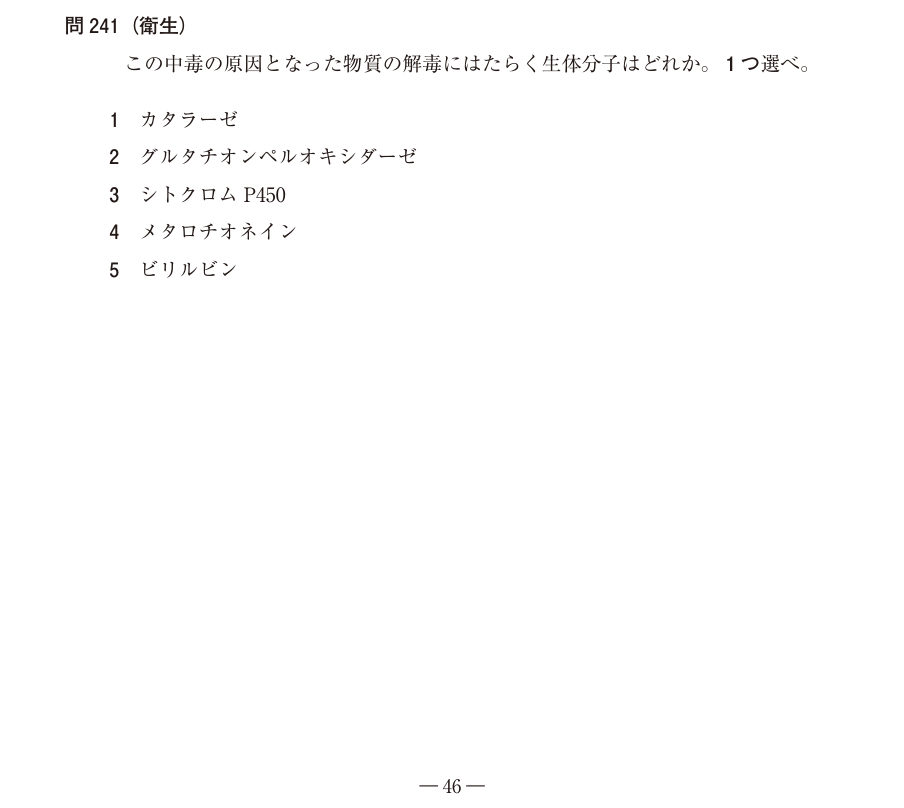 問 241（衛生）
この中毒の原因となった物質の解毒にはたらく生体分子はどれか。1つ選べ。
1 カタラーゼ
2 グルタチオンペルオキシダーゼ
3 シトクロム P450
4 メタロチオネイン
5 ビリルビン
— 46 —